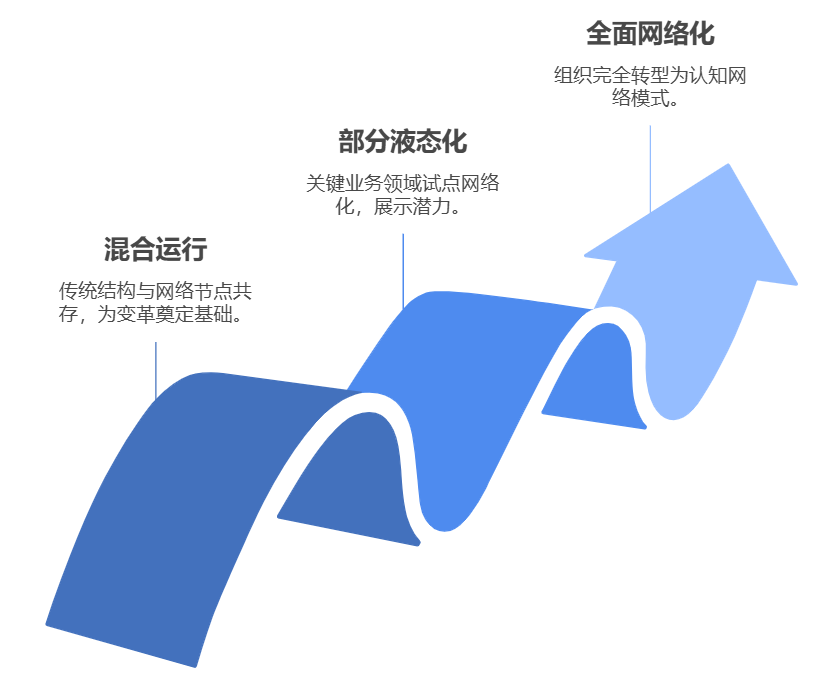 全面网络化
组织完全转型为认知网
络模式。
部分液态化
关键业务领域试点网络
化，展示潜力。
混合运行
传统结构与网络节点共
存，为变革奠定基础。